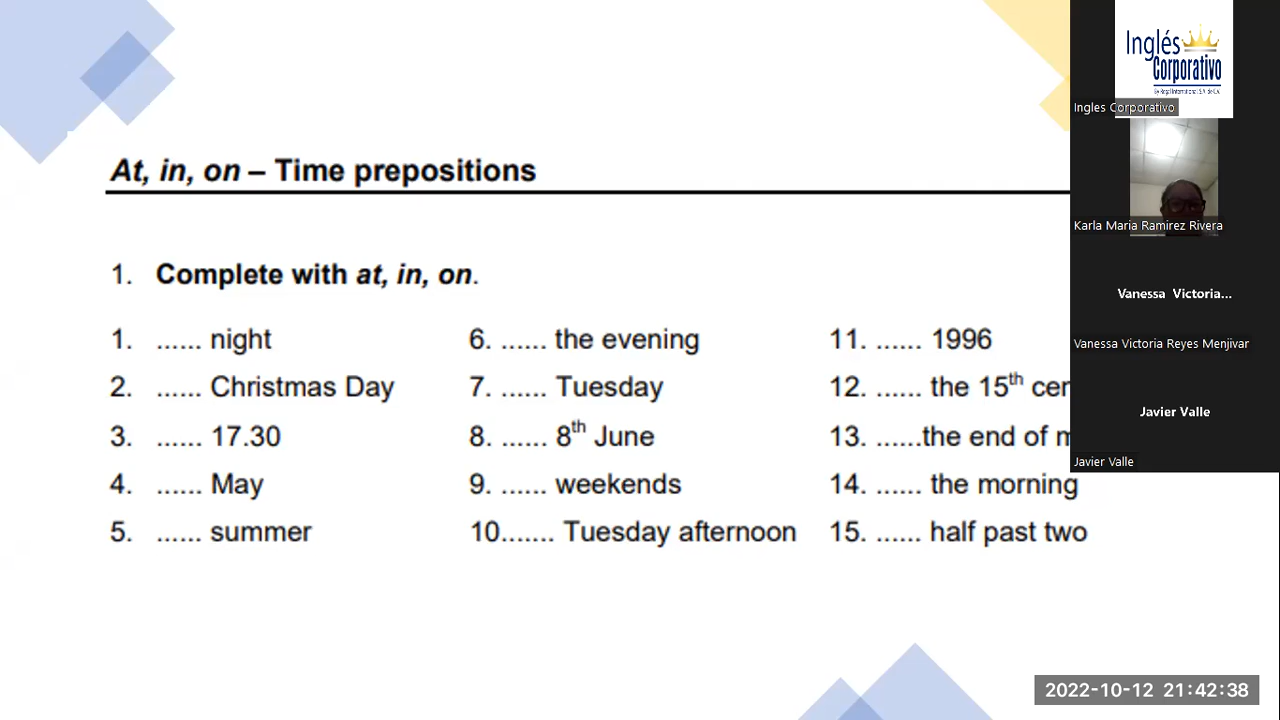 At, in, on – Time prepositions
1. Complete with at, in, on.
1. ...... night
2. ...... Christmas Day
3. ...... 17.30
4. ...... May
5. ...... summer
6. ...... the evening
7. ...... Tuesday
8. ...... 8th June
9. ...... weekends
10....... Tuesday afternoon
11. ...... 1996
12. ...... the 15th
13. ......the end of
14. ...... the morning
15. ...... half past two
Inglés
Corporativo
Ingles Corporativo
Karla Maria Ramirez Rivera
Vanessa Victoria...
Vanessa Victoria Reyes Menjivar
Javier Valle
Javier Valle
2022-10-12 21:42:38